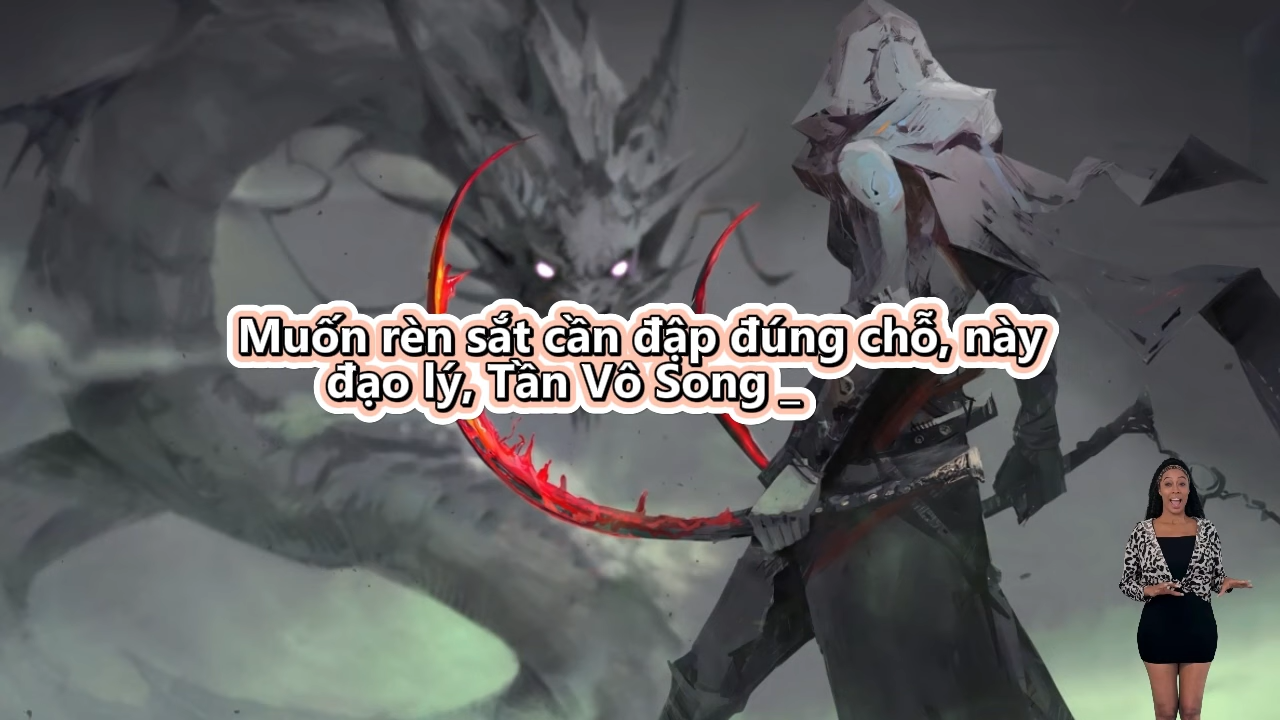 Muốn rèn sắt cần đập đúng chỗ, này
đạo lý, Tần Vô Song _